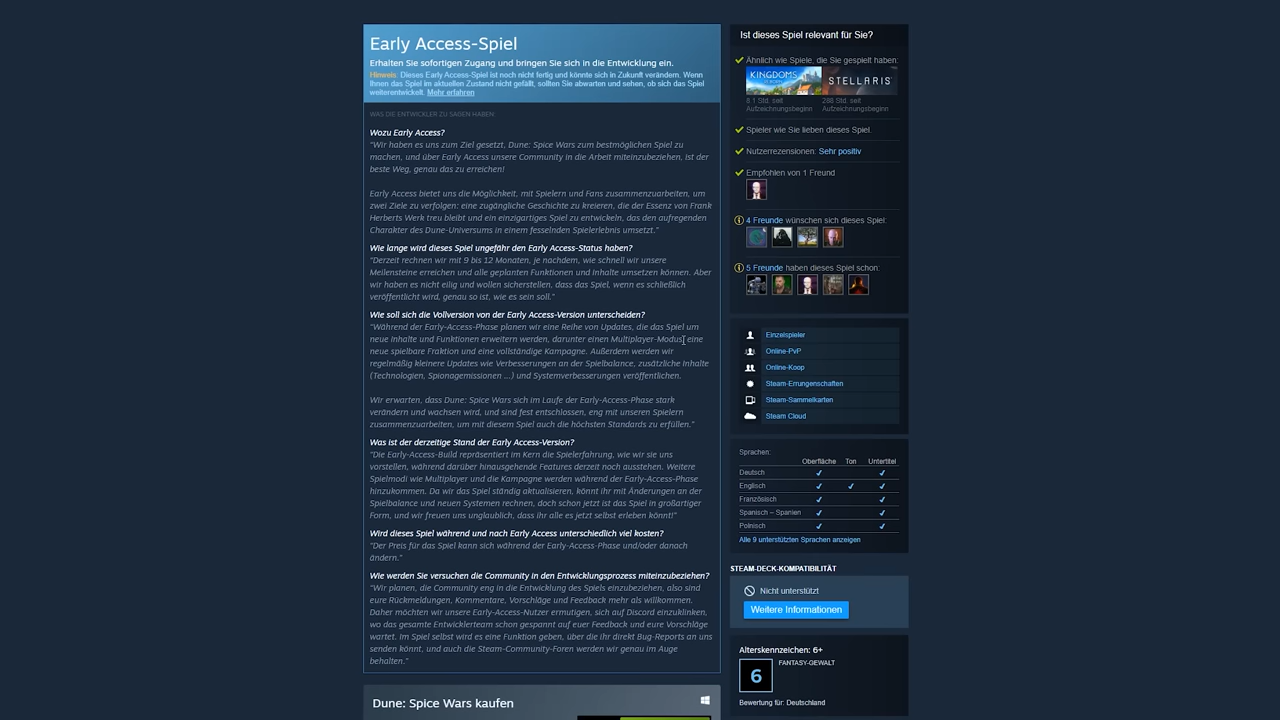 Early Access-Spiel
Erhalten Sie sofortigen Zugang und bringen Sie sich in die Entwicklung ein.
Hinweis: Dieses Early Access-Spiel ist noch nicht fertig und könnte sich in Zukunft verändern. Wenn
Ihnen das Spiel im aktuellen Zustand nicht gefällt, sollten Sie abwarten und sehen, ob sich das Spiel
weiterentwickelt. Mehr erfahren
WAS DIE ENTWICKLER ZU SAGEN HABEN:
Wozu Early Access?
"Wir haben es uns zum Ziel gesetzt, Dune: Spice Wars zum bestmöglichen Spiel zu
machen, und über Early Access unsere Community in die Arbeit miteinzubeziehen, ist der
beste Weg, genau das zu erreichen!
Early Access bietet uns die Möglichkeit, mit Spielern und Fans zusammenzuarbeiten, um
zwei Ziele zu verfolgen: eine zugängliche Geschichte zu kreieren, die der Essenz von Frank
Herberts Werk treu bleibt und ein einzigartiges Spiel zu entwickeln, das den aufregenden
Charakter des Dune-Universums in einem fesselnden Spielerlebnis umsetzt."
Wie lange wird dieses Spiel ungefähr den Early Access-Status haben?
"Derzeit rechnen wir mit 9 bis 12 Monaten, je nachdem, wie schnell wir unsere
Meilensteine erreichen und alle geplanten Funktionen und Inhalte umsetzen können. Aber
wir haben es nicht eilig und wollen sicherstellen, dass das Spiel, wenn es schließlich
veröffentlicht wird, genau so ist, wie es sein soll."
Wie soll sich die Vollversion von der Early Access-Version unterscheiden?
"Während der Early-Access-Phase planen wir eine Reihe von Updates, die das Spiel um
neue Inhalte und Funktionen erweitern werden, darunter einen Multiplayer-Modus, eine
neue spielbare Fraktion und eine vollständige Kampagne. Außerdem werden wir
regelmäßig kleinere Updates wie Verbesserungen an der Spielbalance, zusätzliche Inhalte
(Technologien, Spionagemissionen ...) und Systemverbesserungen veröffentlichen.
Wir erwarten, dass Dune: Spice Wars sich im Laufe der Early-Access-Phase stark
verändern und wachsen wird, und sind fest entschlossen, eng mit unseren Spielern
zusammenzuarbeiten, um mit diesem Spiel auch die höchsten Standards zu erfüllen."
Was ist der derzeitige Stand der Early Access-Version?
"Die Early-Access-Build repräsentiert im Kern die Spielerfahrung, wie wir sie uns
vorstellen, während darüber hinausgehende Features derzeit noch ausstehen. Weitere
Spielmodi wie Multiplayer und die Kampagne werden während der Early-Access-Phase
hinzukommen. Da wir das Spiel ständig aktualisieren, könnt ihr mit Änderungen an der
Spielbalance und neuen Systemen rechnen, doch schon jetzt ist das Spiel in großartiger
Form, und wir freuen uns unglaublich, dass ihr alle es jetzt selbst erleben könnt!"
Wird dieses Spiel während und nach Early Access unterschiedlich viel kosten?
"Der Preis für das Spiel kann sich während der Early-Access-Phase und/oder danach
ändern."
Wie werden Sie versuchen die Community in den Entwicklungsprozess miteinzubeziehen?
"Wir planen, die Community eng in die Entwicklung des Spiels einzubeziehen, also sind
eure Rückmeldungen, Kommentare, Vorschläge und Feedback mehr als willkommen.
Daher möchten wir unsere Early-Access-Nutzer ermutigen, sich auf Discord einzuklinken,
wo das gesamte Entwicklerteam schon gespannt auf euer Feedback und eure Vorschläge
wartet. Im Spiel selbst wird es eine Funktion geben, über die ihr direkt Bug-Reports an uns
senden könnt, und auch die Steam-Community-Foren werden wir genau im Auge
behalten."
Dune: Spice Wars kaufen
Ist dieses Spiel relevant für Sie?
Ähnlich wie Spiele, die Sie gespielt haben:
KINGDOMS
REBORN
STELLARIS
8.1 Std. seit
Aufzeichnungsbeginn
288 Std. seit
Aufzeichnungsbeginn
Spieler wie Sie lieben dieses Spiel.
Nutzerrezensionen: Sehr positiv
Empfohlen von 1 Freund
4 Freunde wünschen sich dieses Spiel:
5 Freunde haben dieses Spiel schon:
Einzelspieler
Online-PvP
Online-Koop
Steam-Errungenschaften
Steam-Sammelkarten
Steam Cloud
Sprachen:
Oberfläche Ton Untertitel
Deutsch ✔ ✔
Englisch ✔ ✔ ✔
Französisch ✔ ✔
Spanisch – Spanien ✔ ✔
Polnisch ✔ ✔
Alle 9 unterstützten Sprachen anzeigen
STEAM-DECK-KOMPATIBILITÄT
Nicht unterstützt
Weitere Informationen
Alterskennzeichen: 6+
6
FANTASY-GEWALT
Bewertung für: Deutschland